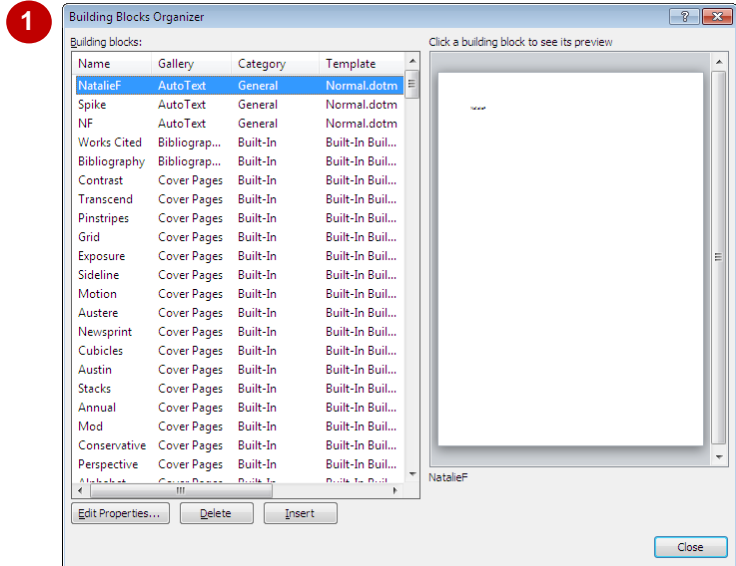 1
Building Blocks Organizer
Building blocks:
Click a building block to see its preview
Name Gallery Category Template
NatalieF AutoText General Normal.dotm
Spike AutoText General Normal.dotm
NF AutoText General Normal.dotm
Works Cited Bibliograp... Built-In Built-In Buil...
Bibliography Bibliograp... Built-In Built-In Buil...
Contrast Cover Pages Built-In Built-In Buil...
Transcend Cover Pages Built-In Built-In Buil...
Pinstripes Cover Pages Built-In Built-In Buil...
Grid Cover Pages Built-In Built-In Buil...
Exposure Cover Pages Built-In Built-In Buil...
Sideline Cover Pages Built-In Built-In Buil...
Motion Cover Pages Built-In Built-In Buil...
Austere Cover Pages Built-In Built-In Buil...
Newsprint Cover Pages Built-In Built-In Buil...
Cubicles Cover Pages Built-In Built-In Buil...
Austin Cover Pages Built-In Built-In Buil...
Stacks Cover Pages Built-In Built-In Buil...
Annual Cover Pages Built-In Built-In Buil...
Mod Cover Pages Built-In Built-In Buil...
Conservative Cover Pages Built-In Built-In Buil...
Perspective Cover Pages Built-In Built-In Buil...
Alphabet Cover Pages Built-In Built-In Buil...
NatalieF
Edit Properties... Delete Insert
Close